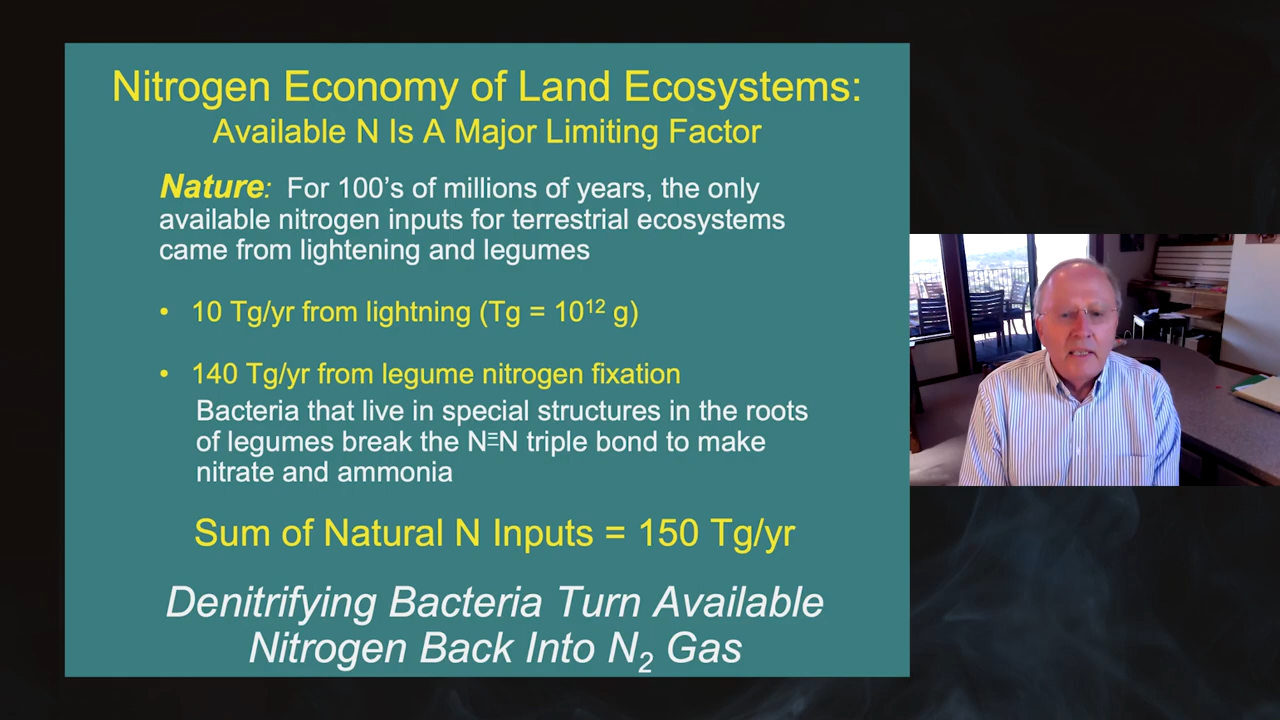 Nitrogen Economy of Land Ecosystems:
Available N Is A Major Limiting Factor
Nature: For 100’s of millions of years, the only
available nitrogen inputs for terrestrial ecosystems
came from lightening and legumes
• 10 Tg/yr from lightning (Tg = 10¹² g)
• 140 Tg/yr from legume nitrogen fixation
Bacteria that live in special structures in the roots
of legumes break the N≡N triple bond to make
nitrate and ammonia
Sum of Natural N Inputs = 150 Tg/yr
Denitrifying Bacteria Turn Available
Nitrogen Back Into N₂ Gas